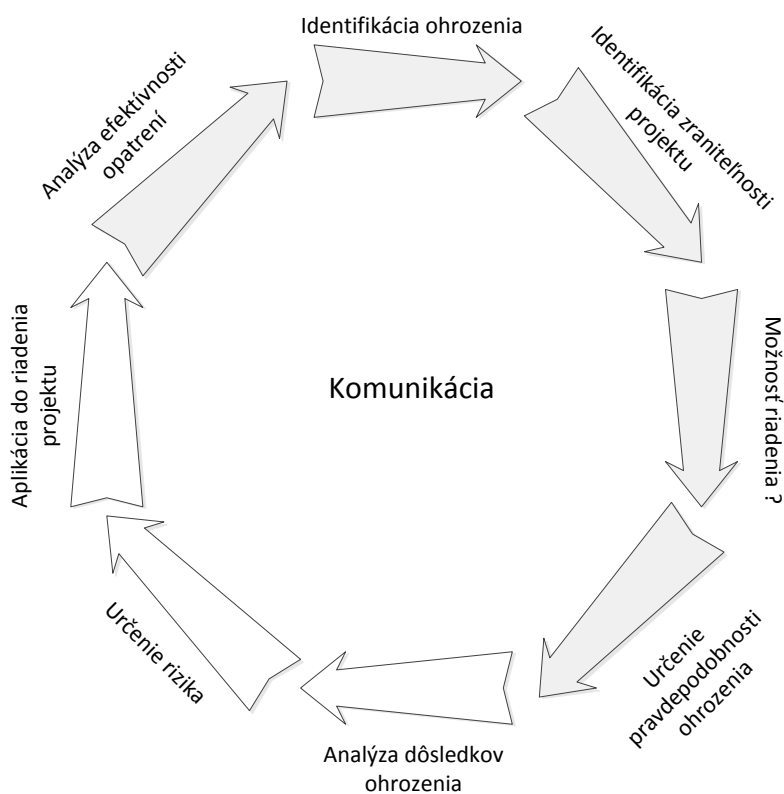 Identifikácia ohrozenia
Identifikácia zraniteľnosti
projektu
Možnosť riadenia ?
Určenie
pravdepodobnosti
ohrozenia
Analýza dôsledkov
ohrozenia
Určenie rizika
Aplikácia do riadenia
projektu
Analýza efektívnosti
opatrení
Komunikácia